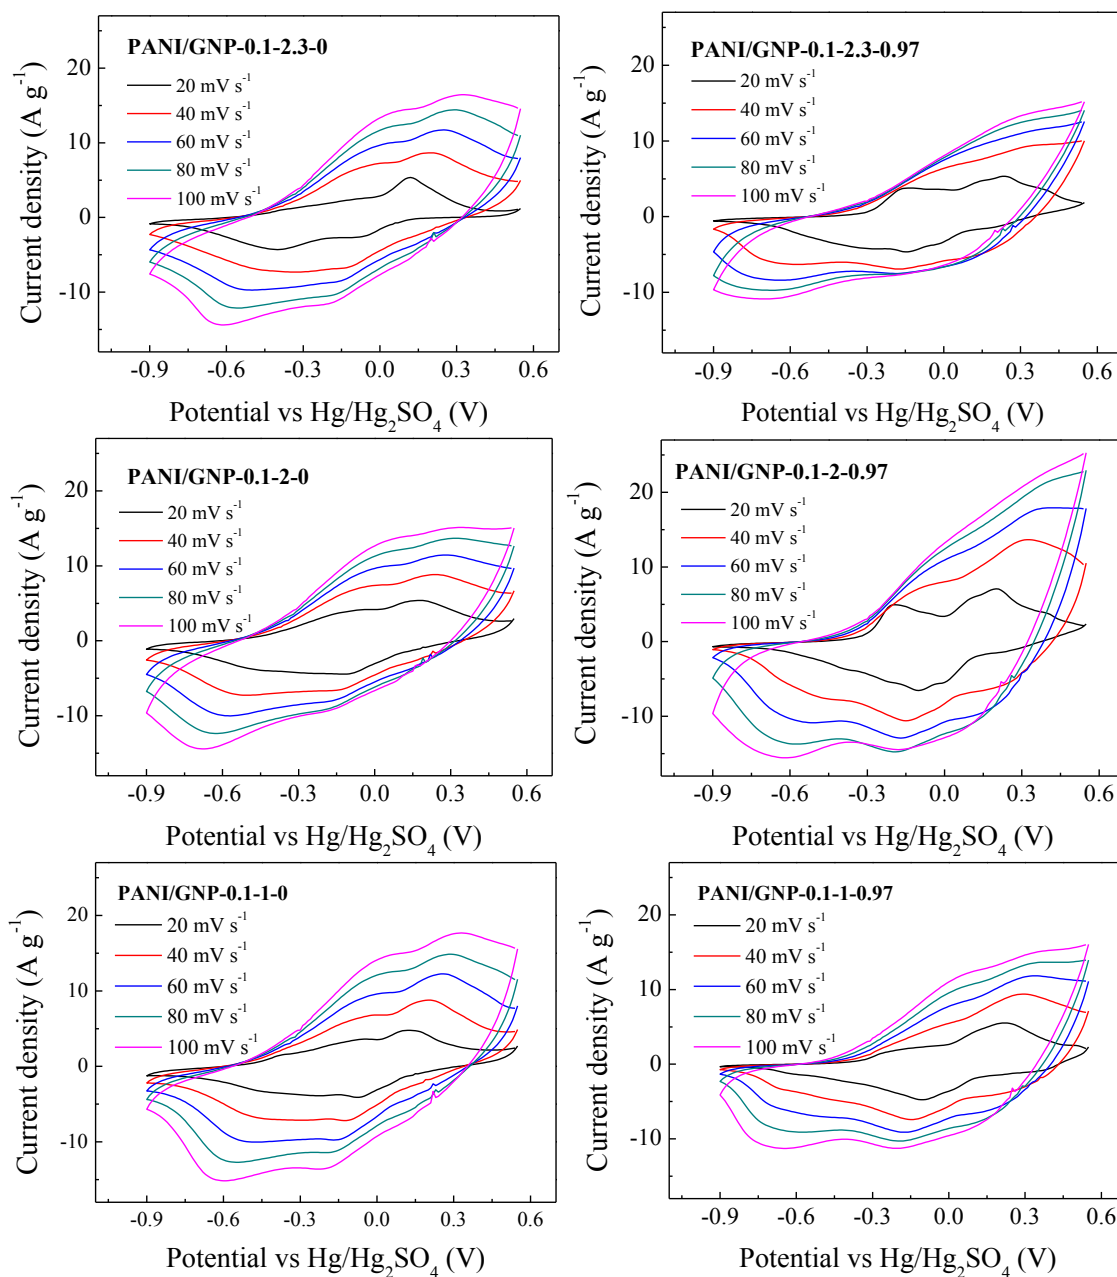 PANI/GNP-0.1-2.3-0
20 mV s⁻¹
40 mV s⁻¹
60 mV s⁻¹
80 mV s⁻¹
100 mV s⁻¹
20
10
0
-10
-0.9 -0.6 -0.3 0.0 0.3 0.6
Current density (A g⁻¹)
Potential vs Hg/Hg₂SO₄ (V)
PANI/GNP-0.1-2.3-0.97
20 mV s⁻¹
40 mV s⁻¹
60 mV s⁻¹
80 mV s⁻¹
100 mV s⁻¹
20
10
0
-10
-0.9 -0.6 -0.3 0.0 0.3 0.6
Current density (A g⁻¹)
Potential vs Hg/Hg₂SO₄ (V)
PANI/GNP-0.1-2-0
20 mV s⁻¹
40 mV s⁻¹
60 mV s⁻¹
80 mV s⁻¹
100 mV s⁻¹
20
10
0
-10
-0.9 -0.6 -0.3 0.0 0.3 0.6
Current density (A g⁻¹)
Potential vs Hg/Hg₂SO₄ (V)
PANI/GNP-0.1-2-0.97
20 mV s⁻¹
40 mV s⁻¹
60 mV s⁻¹
80 mV s⁻¹
100 mV s⁻¹
20
10
0
-10
-0.9 -0.6 -0.3 0.0 0.3 0.6
Current density (A g⁻¹)
Potential vs Hg/Hg₂SO₄ (V)
PANI/GNP-0.1-1-0
20 mV s⁻¹
40 mV s⁻¹
60 mV s⁻¹
80 mV s⁻¹
100 mV s⁻¹
20
10
0
-10
-0.9 -0.6 -0.3 0.0 0.3 0.6
Current density (A g⁻¹)
Potential vs Hg/Hg₂SO₄ (V)
PANI/GNP-0.1-1-0.97
20 mV s⁻¹
40 mV s⁻¹
60 mV s⁻¹
80 mV s⁻¹
100 mV s⁻¹
20
10
0
-10
-0.9 -0.6 -0.3 0.0 0.3 0.6
Current density (A g⁻¹)
Potential vs Hg/Hg₂SO₄ (V)